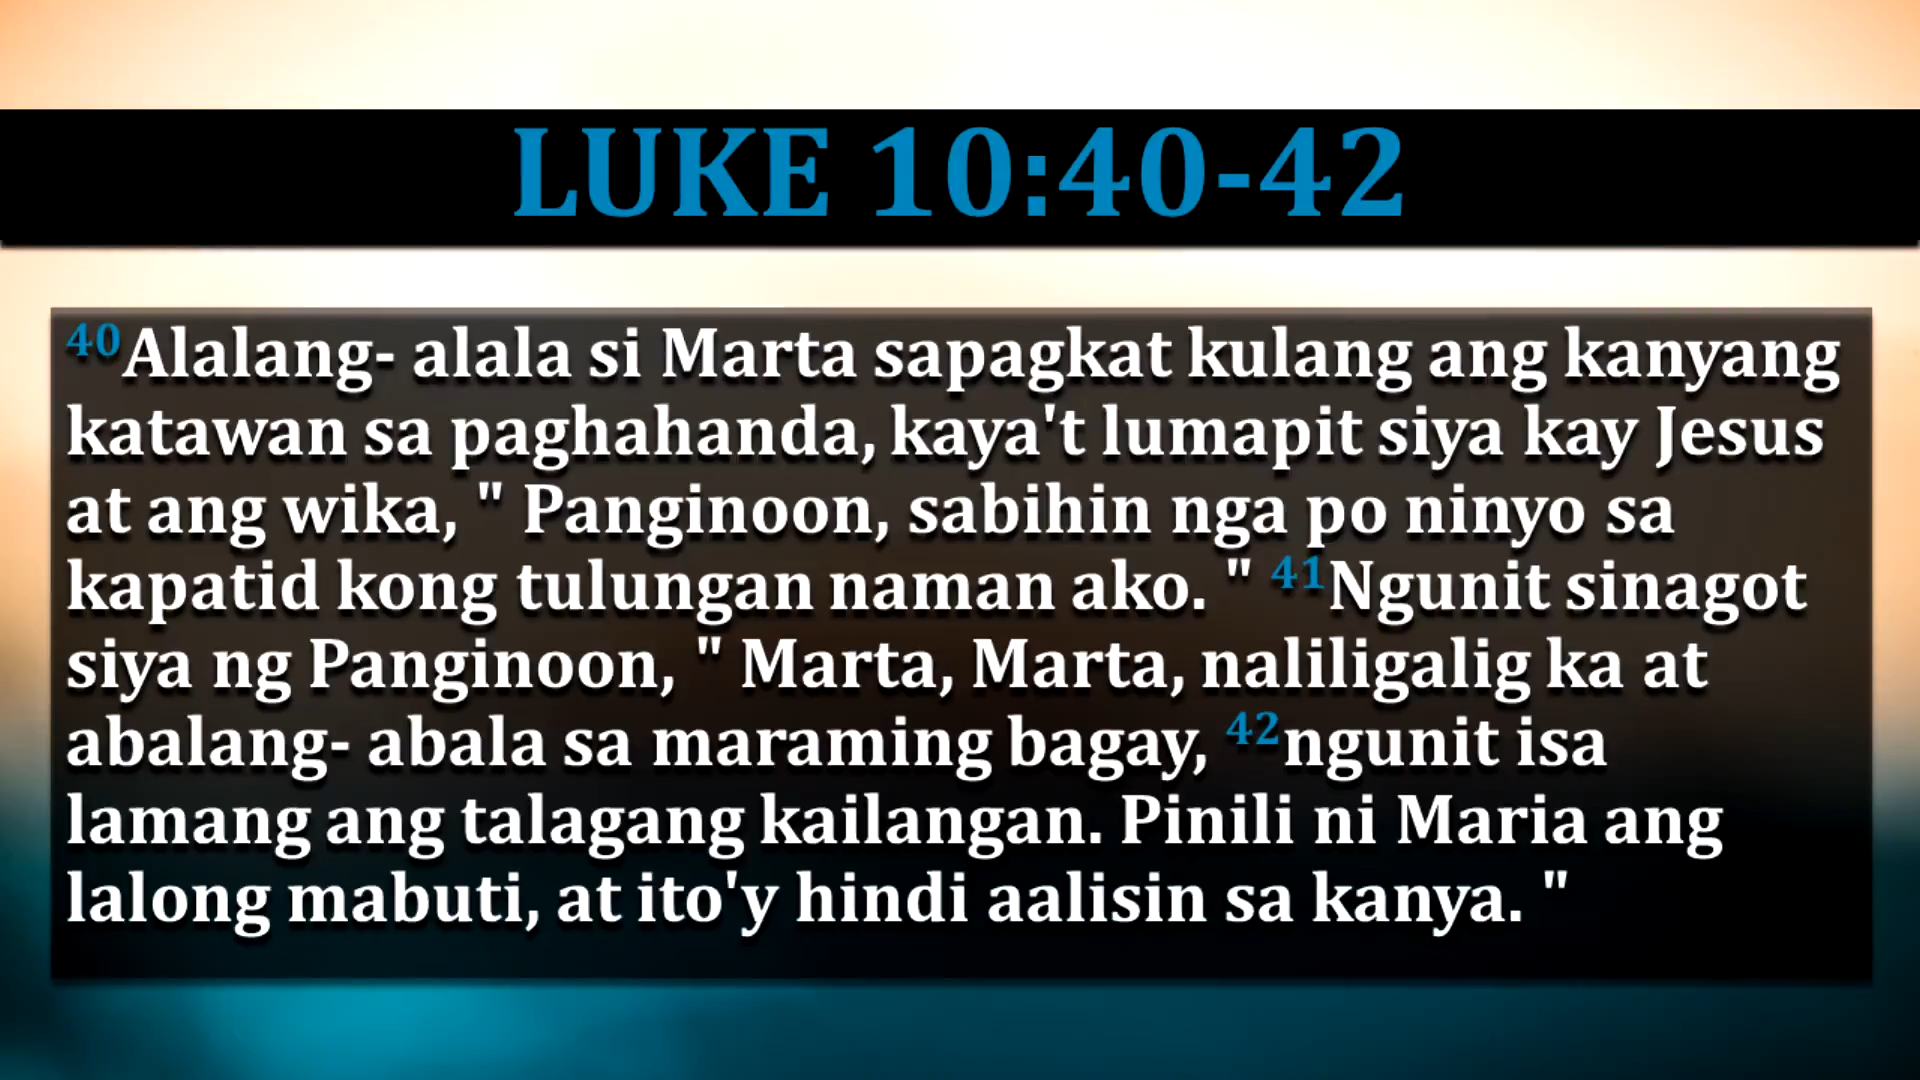 LUKE 10:40-42
40Alalang- alala si Marta sapagkat kulang ang kanyang
katawan sa paghahanda, kaya't lumapit siya kay Jesus
at ang wika, " Panginoon, sabihin nga po ninyo sa
kapatid kong tulungan naman ako. " 41Ngunit sinagot
siya ng Panginoon, " Marta, Marta, naliligalig ka at
abalang- abala sa maraming bagay, 42ngunit isa
lamang ang talagang kailangan. Pinili ni Maria ang
lalong mabuti, at ito'y hindi aalisin sa kanya. "